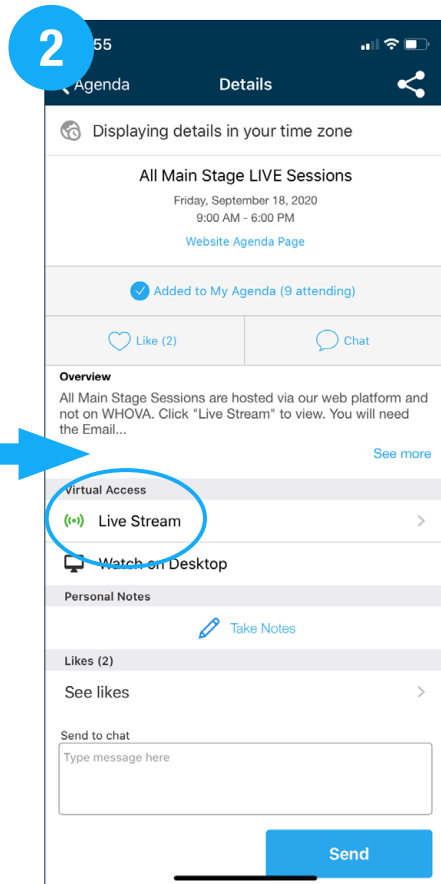 2
55
Agenda
Details
Displaying details in your time zone
All Main Stage LIVE Sessions
Friday, September 18, 2020
9:00 AM - 6:00 PM
Website Agenda Page
Added to My Agenda (9 attending)
Like (2)
Chat
Overview
All Main Stage Sessions are hosted via our web platform and
not on WHOVA. Click "Live Stream" to view. You will need
the Email...
See more
Virtual Access
Live Stream
Watch on Desktop
Personal Notes
Take Notes
Likes (2)
See likes
Send to chat
Type message here
Send